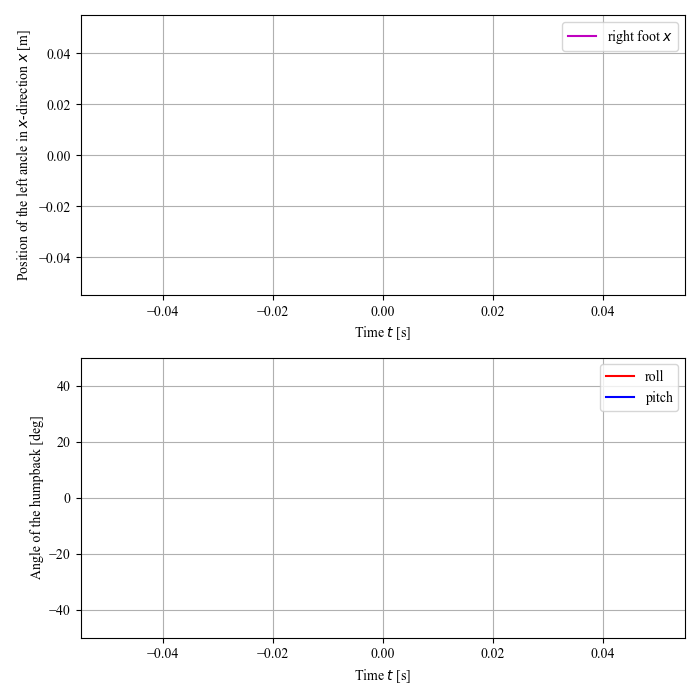 right foot x
Position of the left angle in x-direction x [m]
0.04
0.02
0.00
−0.02
−0.04
−0.04 −0.02 0.00 0.02 0.04
Time t [s]
roll
pitch
Angle of the humpback [deg]
40
20
0
−20
−40
−0.04 −0.02 0.00 0.02 0.04
Time t [s]